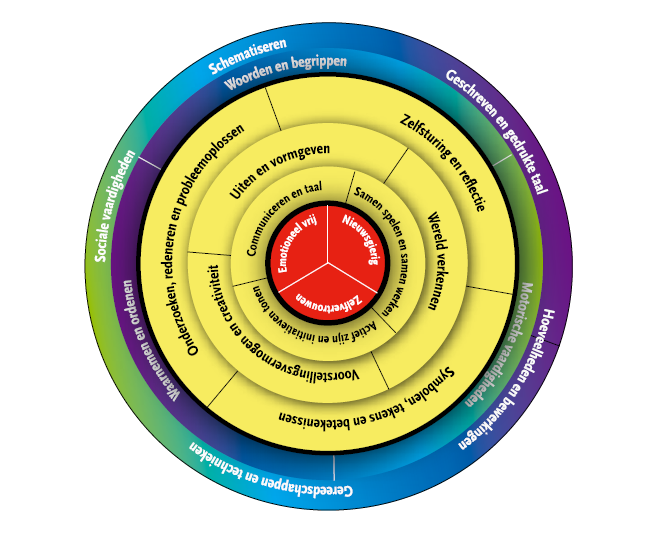 Schematiseren
Woorden en begrippen
Geschreven en gedrukte taal
Sociale vaardigheden
Zelfsturing en reflectie
Onderzoeken, redeneren en probleemoplossen
Uiten en vormgeven
Wereld verkennen
Communiceren en taal
Samen spelen en samen werken
Emotioneel vrij
Nieuwsgierig
Zelfvertrouwen
Actief zijn en initiatieven tonen
Voorstellingsvermogen en creativiteit
Symbolen, tekens en betekenissen
Waarnemen en ordenen
Motorische vaardigheden
Hoeveelheden en bewerkingen
Gereedschappen en technieken